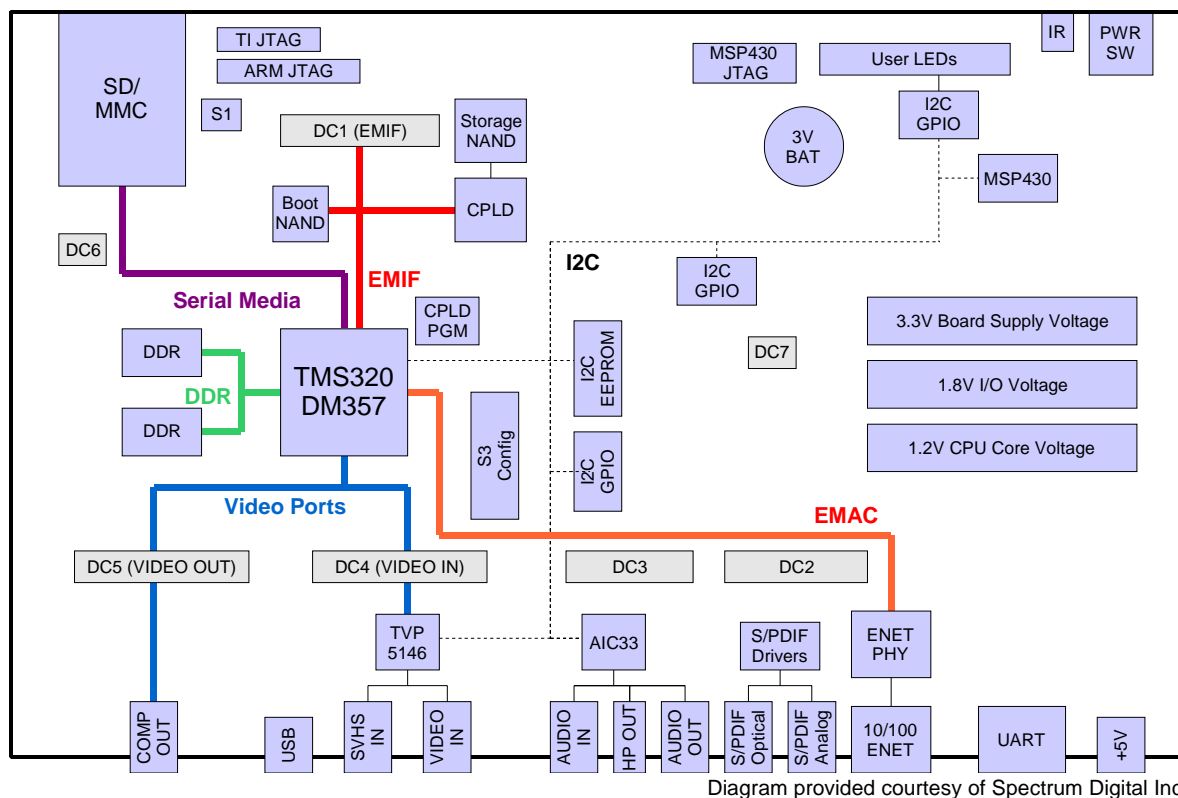 SD/
MMC
TI JTAG
ARM JTAG
S1
DC1 (EMIF)
Storage
NAND
Boot
NAND
CPLD
MSP430
JTAG
User LEDs
IR
PWR
SW
I2C
GPIO
3V
BAT
MSP430
DC6
Serial Media
EMIF
I2C
I2C
GPIO
CPLD
PGM
DDR
DDR
DDR
TMS320
DM357
I2C
EEPROM
DC7
3.3V Board Supply Voltage
1.8V I/O Voltage
1.2V CPU Core Voltage
S3
Config
I2C
GPIO
Video Ports
EMAC
DC5 (VIDEO OUT)
DC4 (VIDEO IN)
DC3
DC2
TVP
5146
AIC33
S/PDIF
Drivers
ENET
PHY
COMP
OUT
USB
SVHS
IN
VIDEO
IN
AUDIO
IN
HP OUT
AUDIO
OUT
S/PDIF
Optical
S/PDIF
Analog
10/100
ENET
UART
+5V
Diagram provided courtesy of Spectrum Digital Inc